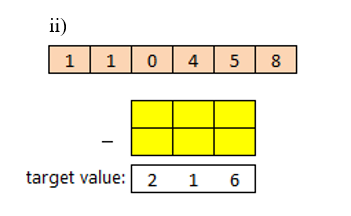 ii)
1 1 0 4 5 8
–
target value: 2 1 6